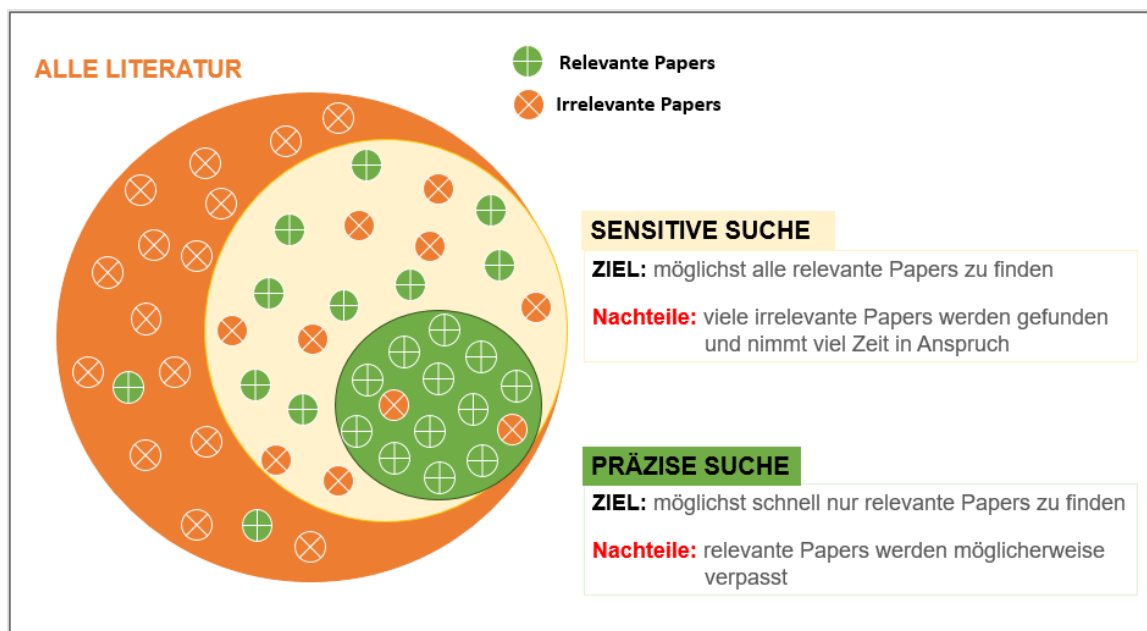 ALLE LITERATUR
Relevante Papers
Irrelevante Papers
SENSITIVE SUCHE
ZIEL: möglichst alle relevante Papers zu finden
Nachteile: viele irrelevante Papers werden gefunden
und nimmt viel Zeit in Anspruch
PRÄZISE SUCHE
ZIEL: möglichst schnell nur relevante Papers zu finden
Nachteile: relevante Papers werden möglicherweise
verpasst